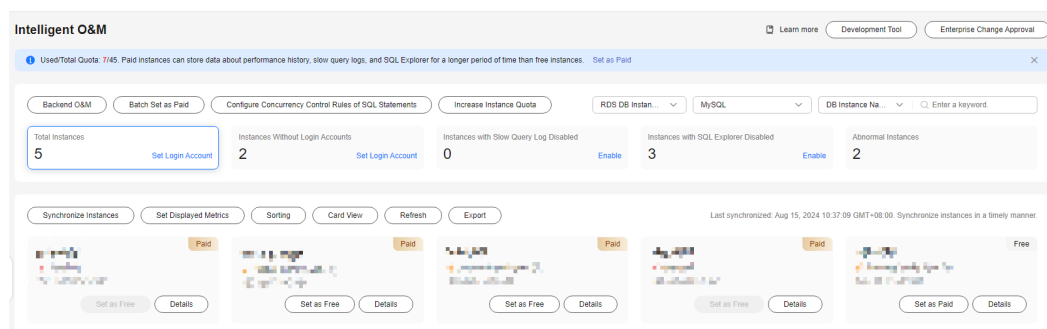 Intelligent O&M
Learn more
Development Tool
Enterprise Change Approval
Used/Total Quota: 7/45. Paid instances can store data about performance history, slow query logs, and SQL Explorer for a longer period of time than free instances. Set as Paid
Backend O&M
Batch Set as Paid
Configure Concurrency Control Rules of SQL Statements
Increase Instance Quota
RDS DB Instan...
MySQL
DB Instance Na...
Enter a keyword.
Total Instances
5
Set Login Account
Instances Without Login Accounts
2
Set Login Account
Instances with Slow Query Log Disabled
0
Enable
Instances with SQL Explorer Disabled
3
Enable
Abnormal Instances
2
Synchronize Instances
Set Displayed Metrics
Sorting
Card View
Refresh
Export
Last synchronized: Aug 15, 2024 10:37:09 GMT+08:00. Synchronize instances in a timely manner.
Paid
Set as Free
Details
Paid
Set as Free
Details
Paid
Set as Free
Details
Paid
Set as Free
Details
Free
Set as Paid
Details